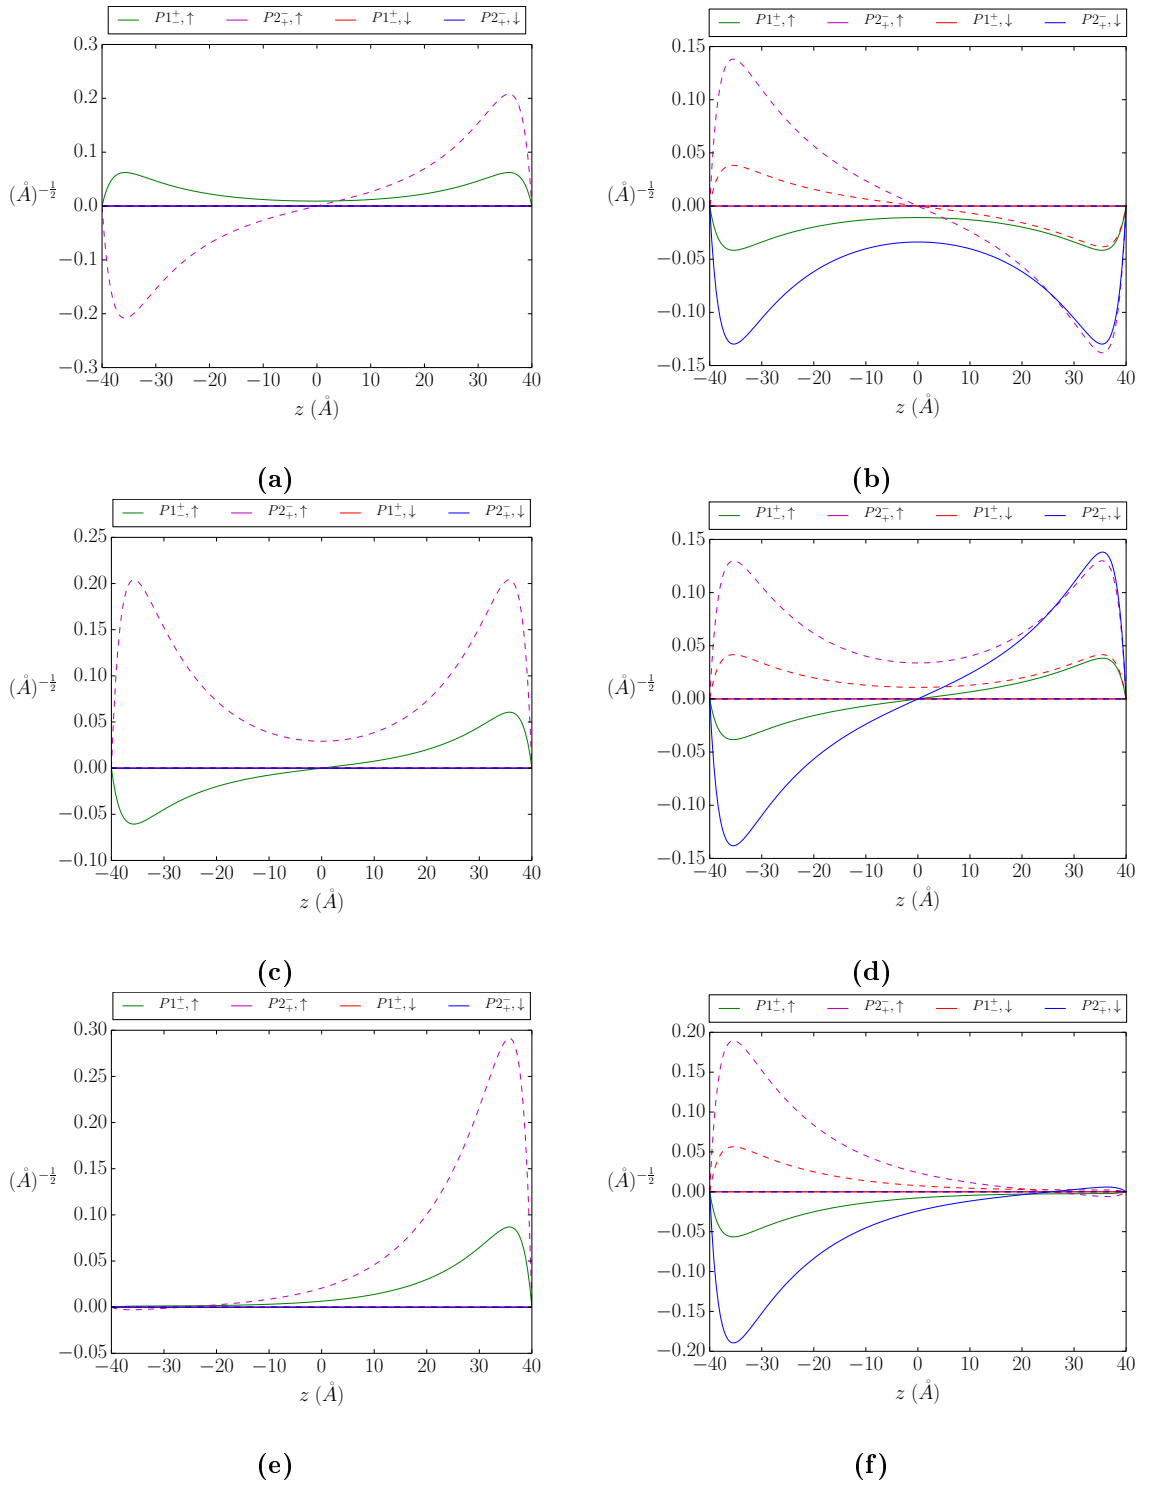 P1₋⁺,↑ P2₊⁻,↑ P1₋⁺,↓ P2₊⁻,↓
0.3
0.2
0.1
0.0
−0.1
−0.2
−0.3
(Å)^{−1/2}
−40 −30 −20 −10 0 10 20 30 40
z (Å)
(a)
P1₋⁺,↑ P2₊⁻,↑ P1₋⁺,↓ P2₊⁻,↓
0.15
0.10
0.05
0.00
−0.05
−0.10
−0.15
(Å)^{−1/2}
−40 −30 −20 −10 0 10 20 30 40
z (Å)
(b)
P1₋⁺,↑ P2₊⁻,↑ P1₋⁺,↓ P2₊⁻,↓
0.25
0.20
0.15
0.10
0.05
0.00
−0.05
−0.10
(Å)^{−1/2}
−40 −30 −20 −10 0 10 20 30 40
z (Å)
(c)
P1₋⁺,↑ P2₊⁻,↑ P1₋⁺,↓ P2₊⁻,↓
0.15
0.10
0.05
0.00
−0.05
−0.10
−0.15
(Å)^{−1/2}
−40 −30 −20 −10 0 10 20 30 40
z (Å)
(d)
P1₋⁺,↑ P2₊⁻,↑ P1₋⁺,↓ P2₊⁻,↓
0.30
0.25
0.20
0.15
0.10
0.05
0.00
−0.05
(Å)^{−1/2}
−40 −30 −20 −10 0 10 20 30 40
z (Å)
(e)
P1₋⁺,↑ P2₊⁻,↑ P1₋⁺,↓ P2₊⁻,↓
0.20
0.15
0.10
0.05
0.00
−0.05
−0.10
−0.15
−0.20
(Å)^{−1/2}
−40 −30 −20 −10 0 10 20 30 40
z (Å)
(f)